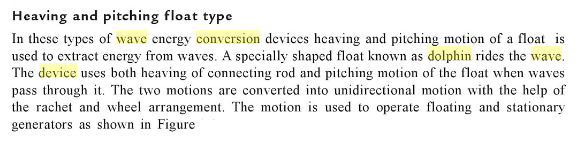 Heaving and pitching float type
In these types of wave energy conversion devices heaving and pitching motion of a float is
used to extract energy from waves. A specially shaped float known as dolphin rides the wave.
The device uses both heaving of connecting rod and pitching motion of the float when waves
pass through it. The two motions are converted into unidirectional motion with the help of
the rachet and wheel arrangement. The motion is used to operate floating and stationary
generators as shown in Figure